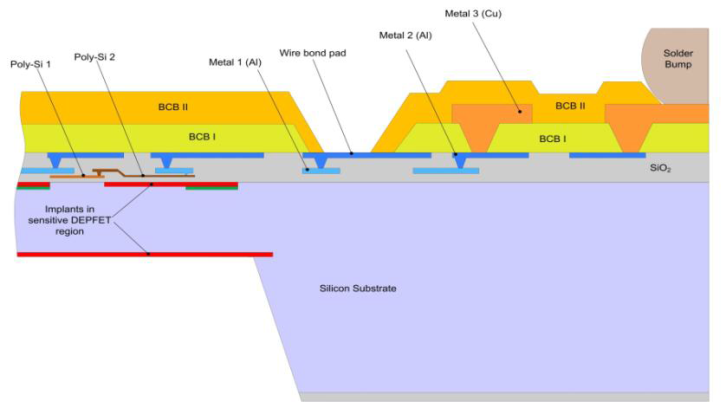 Metal 3 (Cu)
Poly-Si 1
Poly-Si 2
Metal 1 (Al)
Wire bond pad
Metal 2 (Al)
Solder
Bump
BCB II
BCB II
BCB I
BCB I
SiO₂
Implants in
sensitive DEPFET
region
Silicon Substrate